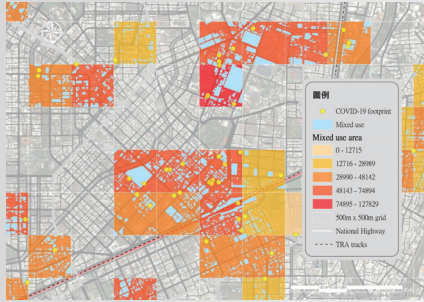 圖例
COVID-19 footprint
Mixed use
Mixed use area
0 - 12715
12716 - 28989
28990 - 48142
48143 - 74894
74895 - 127829
500m x 500m grid
National Highway
TRA tracks